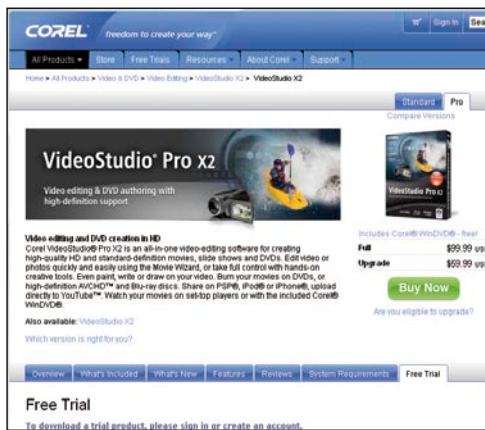 COREL freedom to create your way™
Sign In Sea
All Products Store Free Trials Resources About Corel Support
Home > All Products > Video & DVD > Video Editing > VideoStudio X2 > VideoStudio X2
Standard Pro
Compare Versions
VideoStudio® Pro X2
Video editing & DVD authoring with
high-definition support
VideoStudio Pro X2
Video editing and DVD creation in HD
Corel VideoStudio® Pro X2 is an all-in-one video-editing software for creating
high-quality HD and standard-definition movies, slide shows and DVDs. Edit video or
photos quickly and easily using the Movie Wizard, or take full control with hands-on
creative tools. Even paint, write or draw on your video. Burn your movies on DVDs, or
high-definition AVCHD™ and Blu-ray discs. Share on PSP®, iPod® or iPhone®, upload
directly to YouTube™. Watch your movies on set-top players or with the included Corel®
WinDVD®.
Also available: VideoStudio X2
Which version is right for you?
Includes Corel® WinDVD® - free!
Full $99.99 usd
Upgrade $59.99 usd
Buy Now
Are you eligible to upgrade?
Overview What's Included What's New Features Reviews System Requirements Free Trial
Free Trial
To download a trial product, please sign in or create an account.